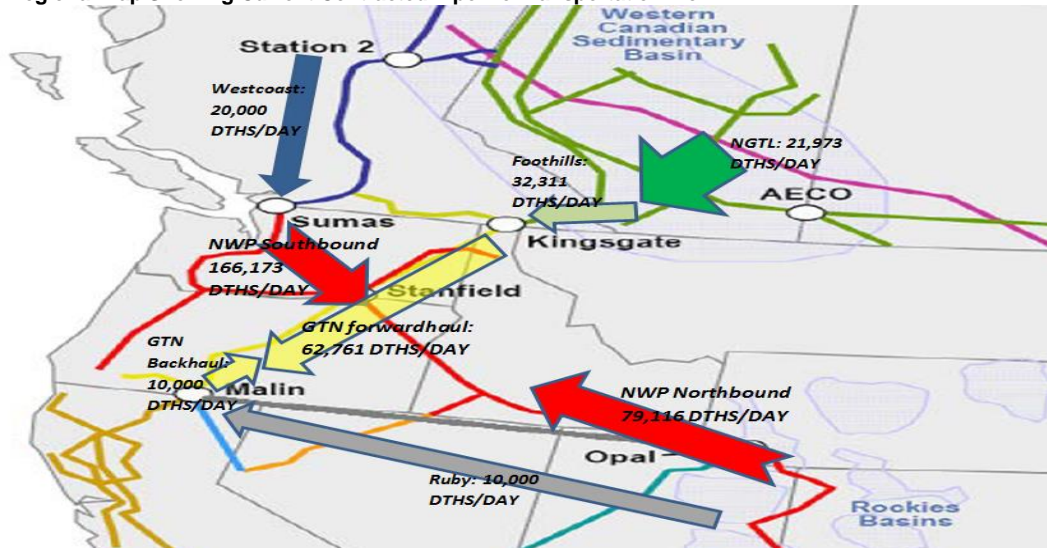 Western
Canadian
Sedimentary
Basin
Station 2
Westcoast:
20,000
DTHS/DAY
NGTL: 21,973
DTHS/DAY
Foothills:
32,311
DTHS/DAY
AECO
Sumas
Kingsgate
NWP Southbound
166,173
DTHS/DAY
Stanfield
GTN forwardhaul:
62,761 DTHS/DAY
GTN
Backhaul:
10,000
DTHS/DAY
Malin
NWP Northbound
79,116 DTHS/DAY
Opal
Ruby: 10,000
DTHS/DAY
Rockies
Basins